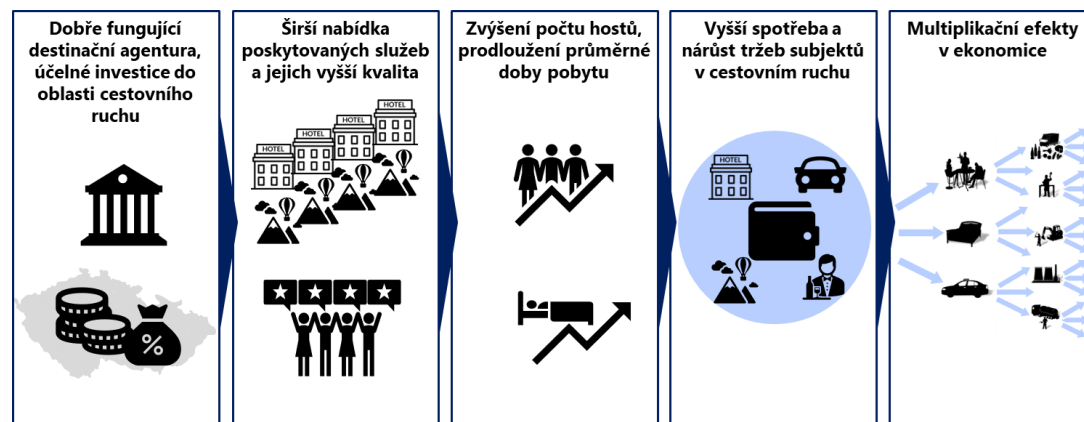 Dobře fungující
destinační agentura,
účelné investice do
oblasti cestovního
ruchu
Širší nabídka
poskytovaných služeb
a jejich vyšší kvalita
Zvýšení počtu hostů,
prodloužení průměrné
doby pobytu
Vyšší spotřeba a
nárůst tržeb subjektů
v cestovním ruchu
Multiplikační efekty
v ekonomice
HOTEL
HOTEL
HOTEL
HOTEL
HOTEL
%